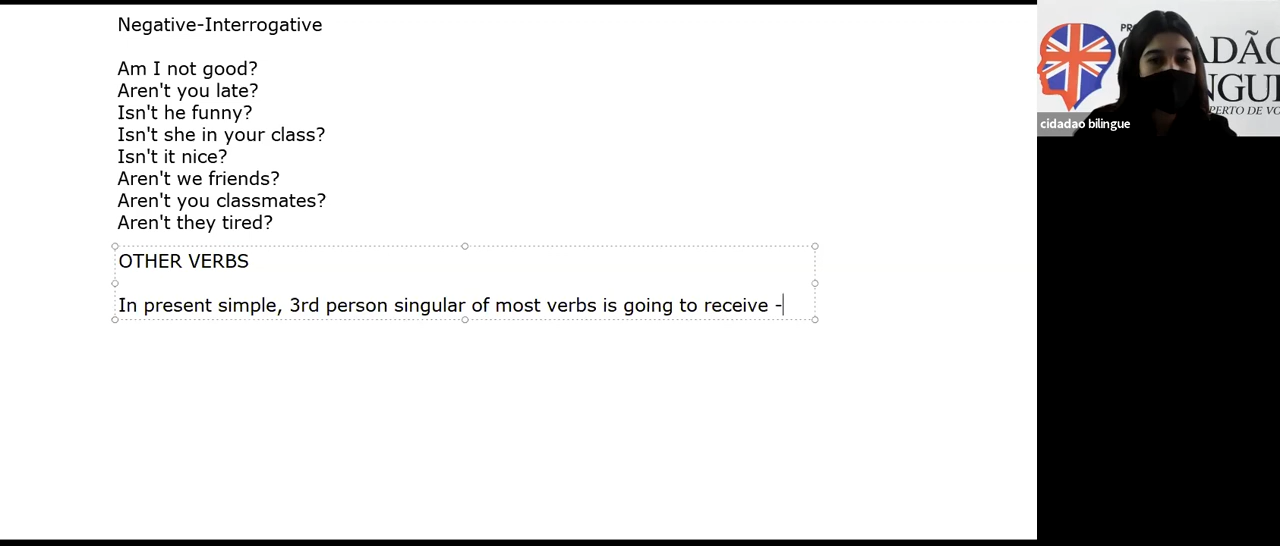 Negative-Interrogative
Am I not good?
Aren't you late?
Isn't he funny?
Isn't she in your class?
Isn't it nice?
Aren't we friends?
Aren't you classmates?
Aren't they tired?
OTHER VERBS
In present simple, 3rd person singular of most verbs is going to receive -
cidadao bilingue